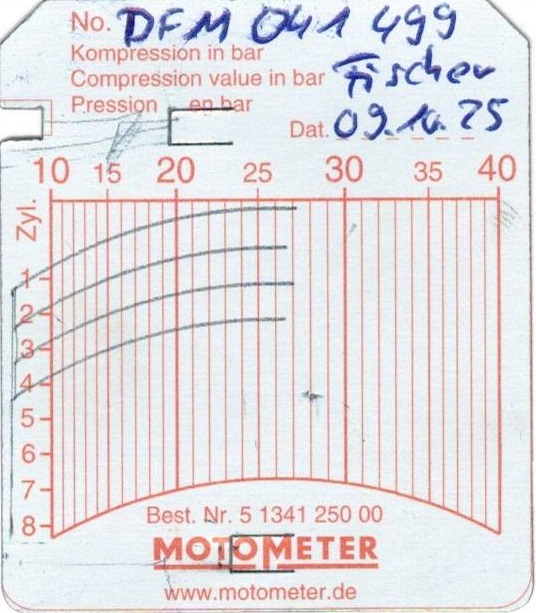 No. DFM 041 499
Kompression in bar
Compression value in bar Fischer
Pression en bar
Dat. 09.10.25
10 15 20 25 30 35 40
Zyl.
1
2
3
4
5
6
7
8
Best. Nr. 5 1341 250 00
MOTOMETER
www.motometer.de